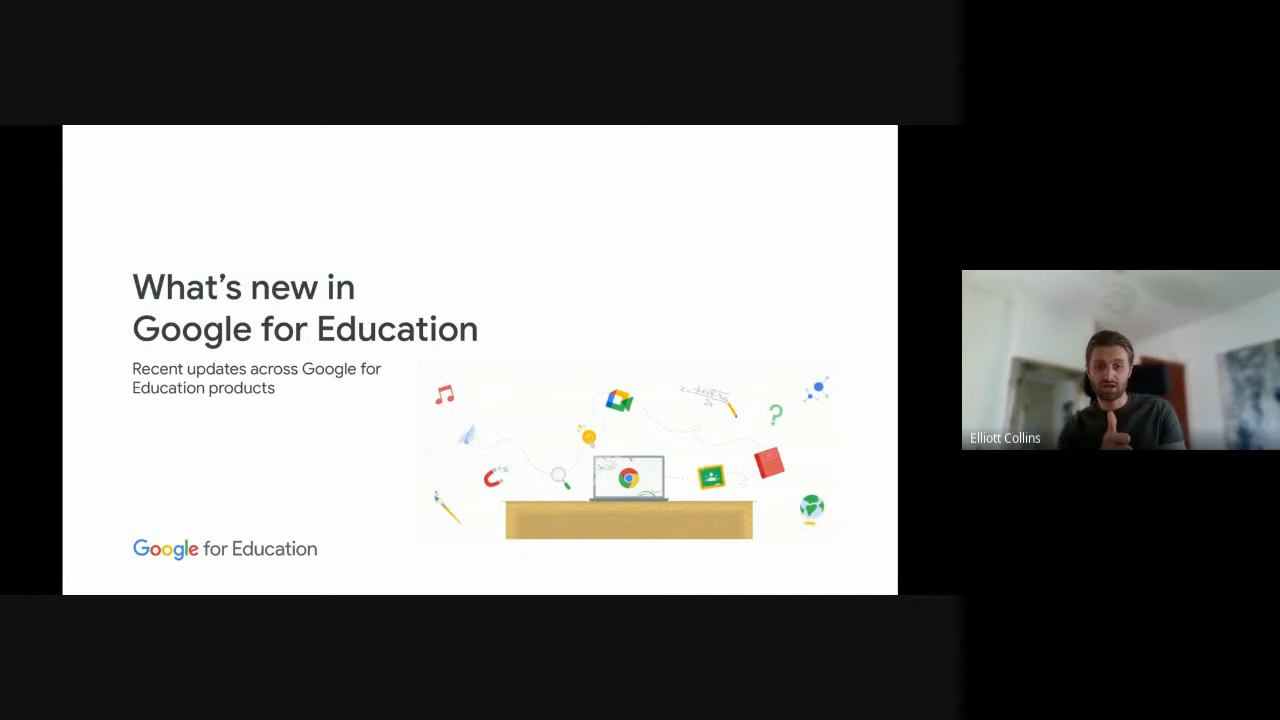 What's new in
Google for Education
Recent updates across Google for
Education products
Google for Education
Elliott Collins